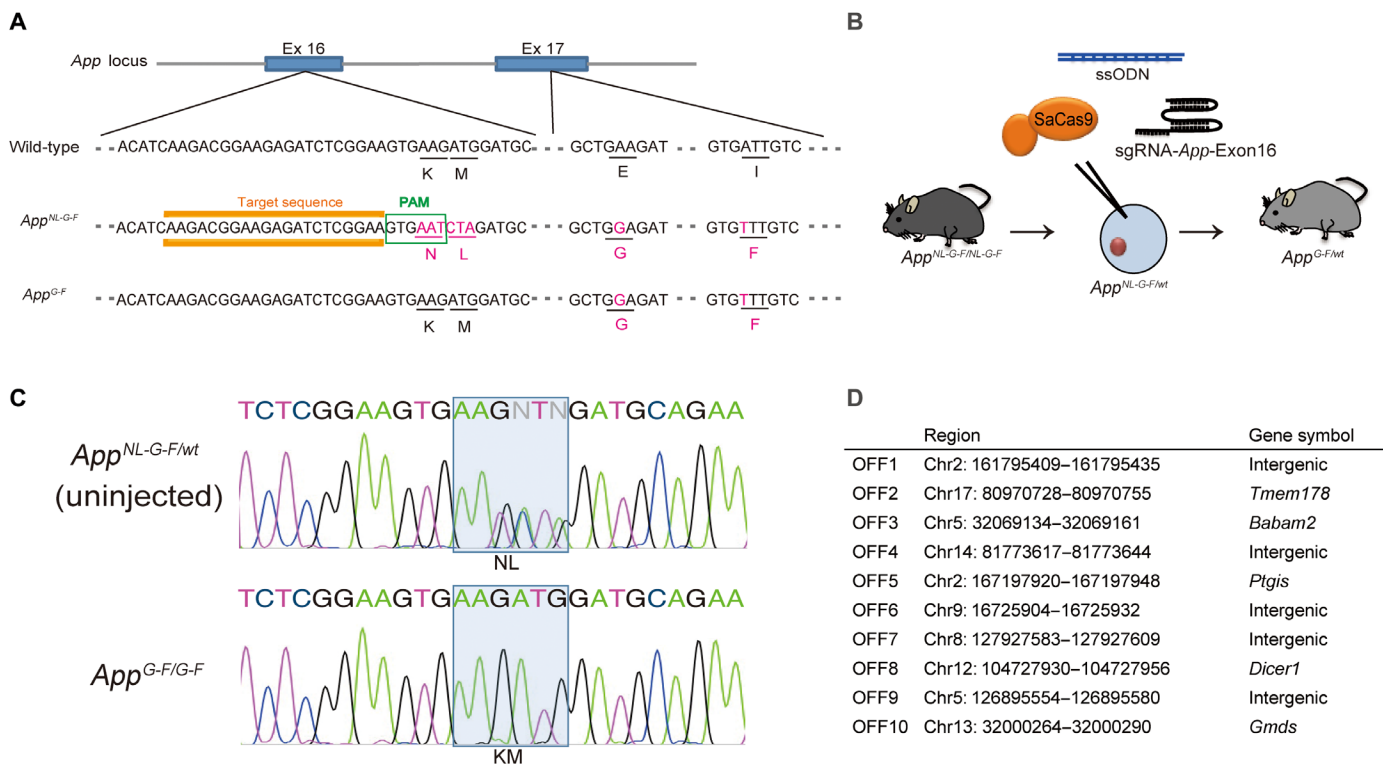 A
App locus
Ex 16
Ex 17
Wild-type
ACATCAAGACGGAAGAGATCTCGGAAGTGAAGATGGATGC
GCTGAAGAT
GTGATTGTC
K
M
E
I
Target sequence
PAM
App^NL-G-F
ACATCAAGACGGAAGAGATCTCGGAAGTGAATCTAGATGC
GCTGGAGAT
GTGTTTGTC
N
L
G
F
App^G-F
ACATCAAGACGGAAGAGATCTCGGAAGTGAAGATGGATGC
GCTGGAGAT
GTGTTTGTC
K
M
G
F
B
ssODN
SaCas9
sgRNA-App-Exon16
App^NL-G-F/NL-G-F
App^NL-G-F/wt
App^G-F/wt
C
TCTCGGAAGTGAAGNTNGATGCAGAA
App^NL-G-F/wt
(uninjected)
NL
TCTCGGAAGTGAAGATGGATGCAGAA
App^G-F/G-F
KM
D
Region Gene symbol
OFF1 Chr2: 161795409–161795435 Intergenic
OFF2 Chr17: 80970728–80970755 Tmem178
OFF3 Chr5: 32069134–32069161 Babam2
OFF4 Chr14: 81773617–81773644 Intergenic
OFF5 Chr2: 167197920–167197948 Ptgis
OFF6 Chr9: 16725904–16725932 Intergenic
OFF7 Chr8: 127927583–127927609 Intergenic
OFF8 Chr12: 104727930–104727956 Dicer1
OFF9 Chr5: 126895554–126895580 Intergenic
OFF10 Chr13: 32000264–32000290 Gmds